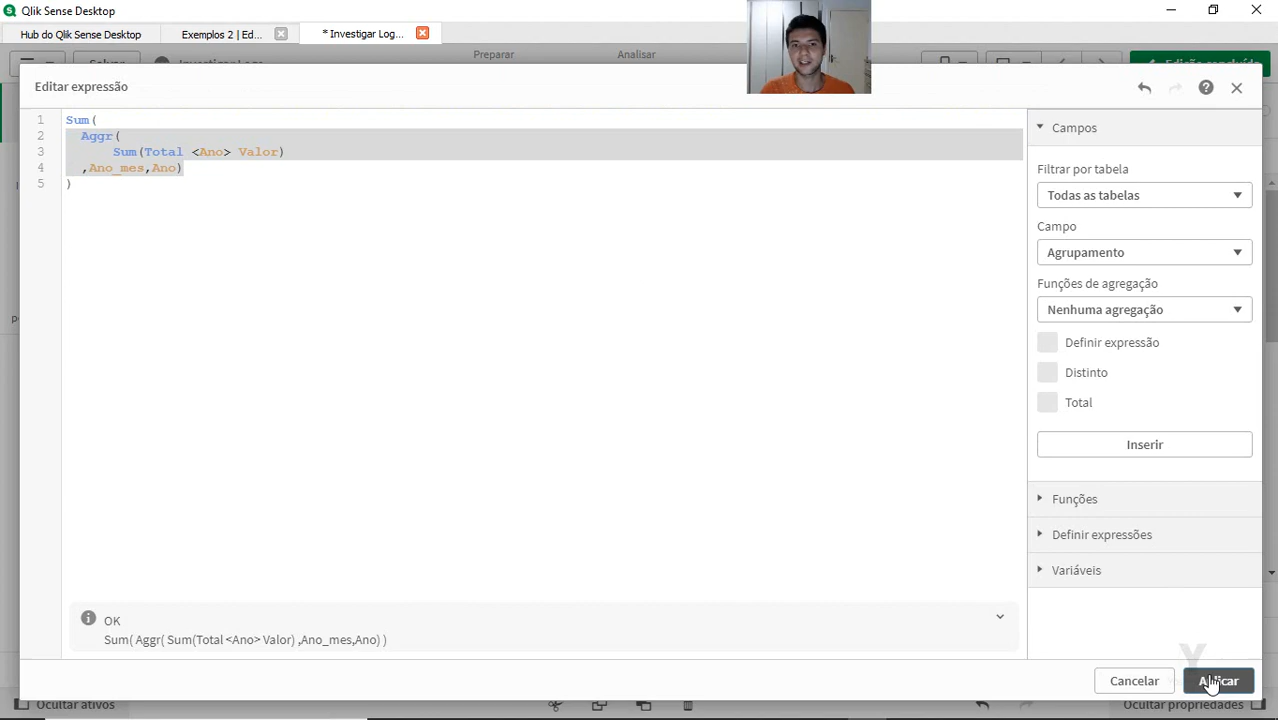 Qlik Sense Desktop
Hub do Qlik Sense Desktop
Exemplos 2 | Ed...
* Investigar Log...
Preparar
Analisar
Editar expressão
1 Sum(
2 Aggr(
3 Sum(Total <Ano> Valor)
4 ,Ano_mes,Ano)
5 )
Campos
Filtrar por tabela
Todas as tabelas
Campo
Agrupamento
Funções de agregação
Nenhuma agregação
Definir expressão
Distinto
Total
Inserir
Funções
Definir expressões
Variáveis
OK
Sum( Aggr( Sum(Total <Ano> Valor) ,Ano_mes,Ano) )
Cancelar
Aplicar
Ocultar ativos
Ocultar propriedades